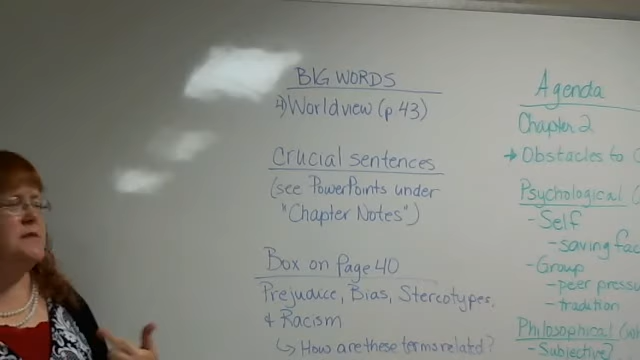 BIG WORDS
4) Worldview (p.43)
Crucial sentences
(see PowerPoints under
"Chapter Notes")
Box on Page 40
Prejudice, Bias, Stereotypes,
& Racism
↳ How are these terms related?
Agenda
Chapter 2
→ Obstacles to
Psychological
- Self
- saving
- Group
- peer
- tradition
Philosophical
- Subjective?